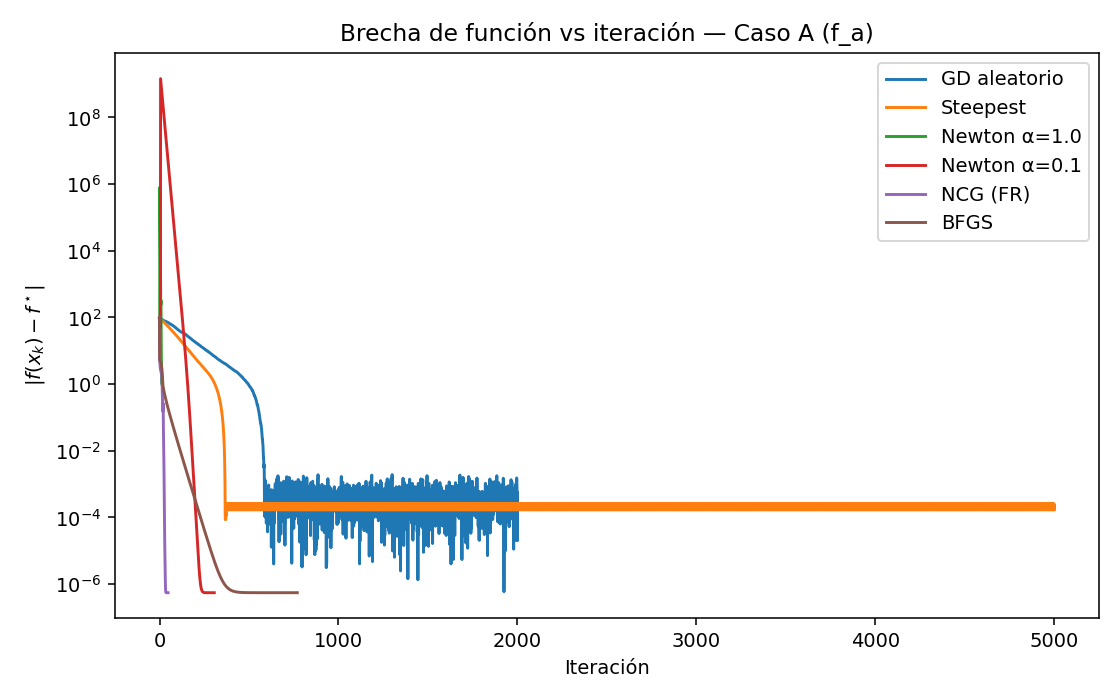 Brecha de función vs iteración — Caso A (f_a)
GD aleatorio
Steepest
Newton α=1.0
Newton α=0.1
NCG (FR)
BFGS
|f(x_k) − f^⋆|
10^8
10^6
10^4
10^2
10^0
10^−2
10^−4
10^−6
0 1000 2000 3000 4000 5000
Iteración